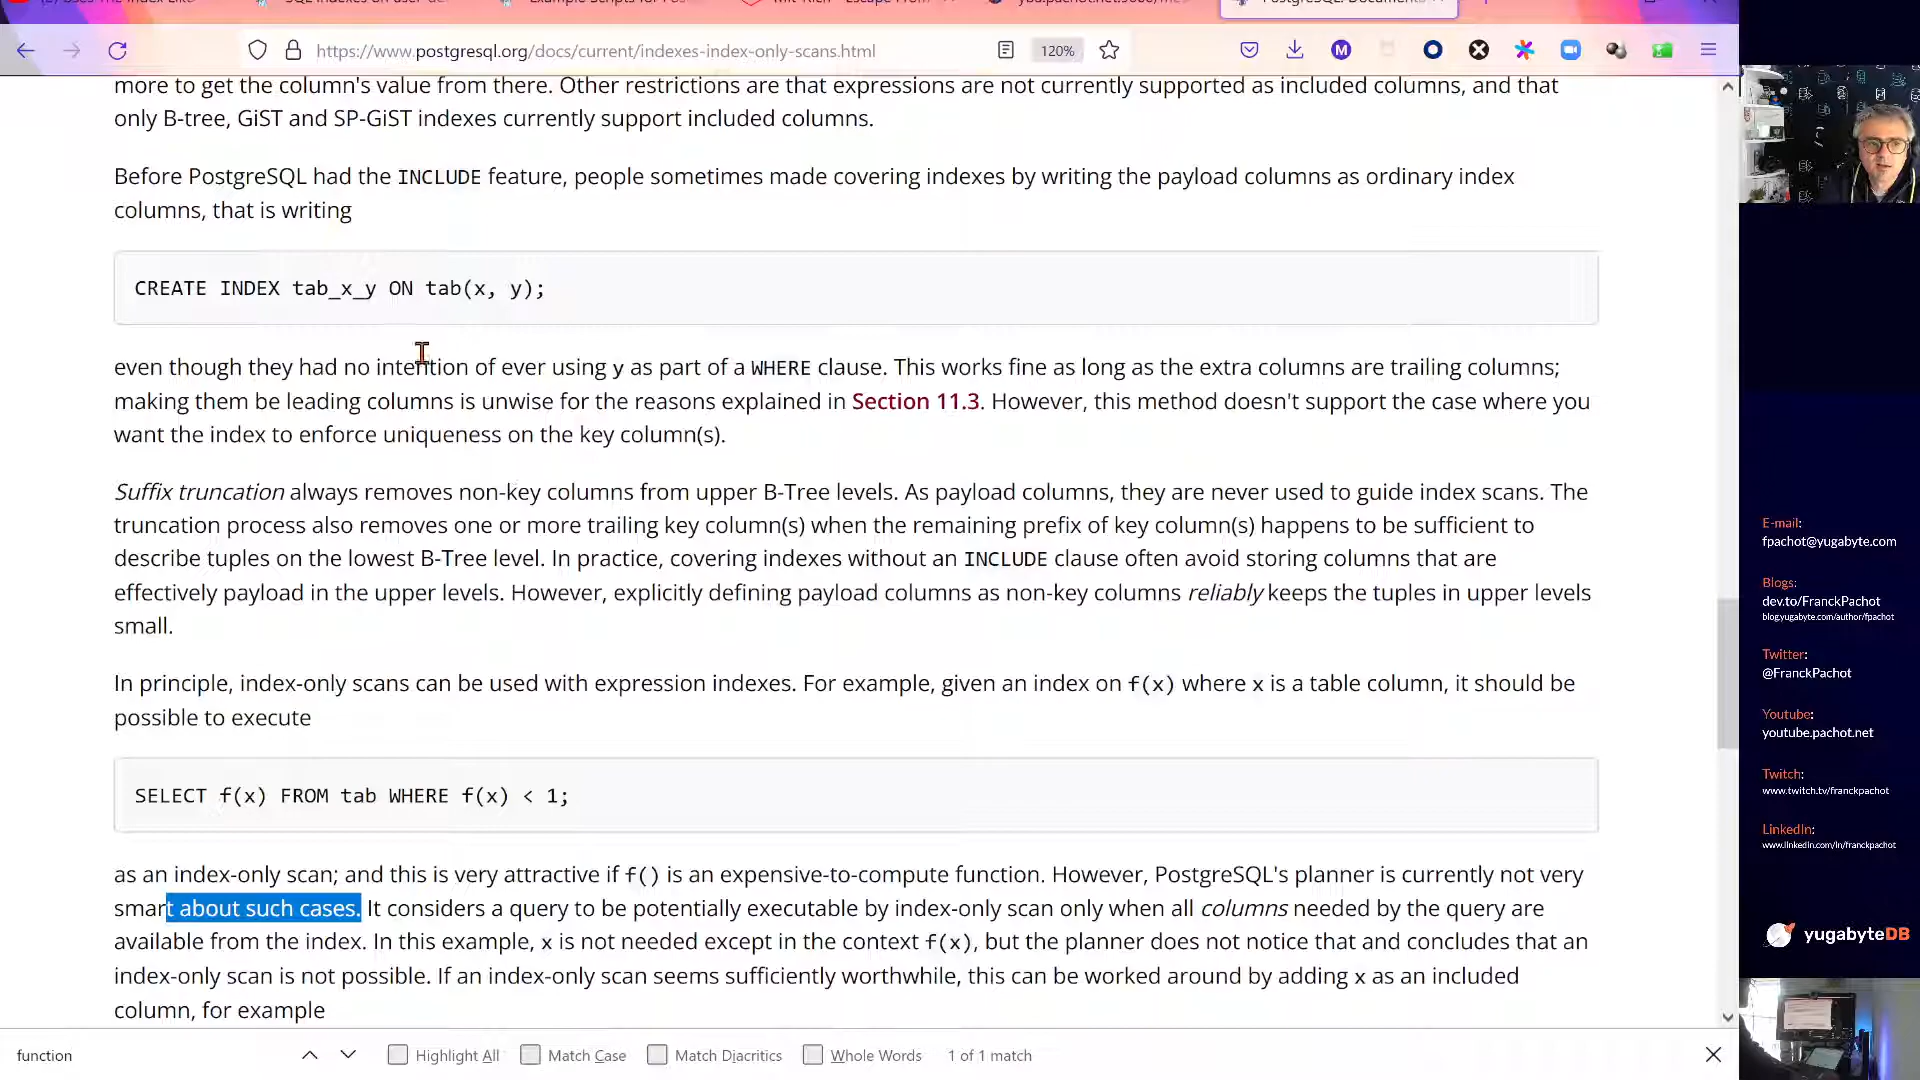 https://www.postgresql.org/docs/current/indexes-index-only-scans.html
120%
more to get the column's value from there. Other restrictions are that expressions are not currently supported as included columns, and that
only B-tree, GiST and SP-GiST indexes currently support included columns.
Before PostgreSQL had the INCLUDE feature, people sometimes made covering indexes by writing the payload columns as ordinary index
columns, that is writing
CREATE INDEX tab_x_y ON tab(x, y);
even though they had no intention of ever using y as part of a WHERE clause. This works fine as long as the extra columns are trailing columns;
making them be leading columns is unwise for the reasons explained in Section 11.3. However, this method doesn't support the case where you
want the index to enforce uniqueness on the key column(s).
Suffix truncation always removes non-key columns from upper B-Tree levels. As payload columns, they are never used to guide index scans. The
truncation process also removes one or more trailing key column(s) when the remaining prefix of key column(s) happens to be sufficient to
describe tuples on the lowest B-Tree level. In practice, covering indexes without an INCLUDE clause often avoid storing columns that are
effectively payload in the upper levels. However, explicitly defining payload columns as non-key columns reliably keeps the tuples in upper levels
small.
In principle, index-only scans can be used with expression indexes. For example, given an index on f(x) where x is a table column, it should be
possible to execute
SELECT f(x) FROM tab WHERE f(x) < 1;
as an index-only scan; and this is very attractive if f() is an expensive-to-compute function. However, PostgreSQL's planner is currently not very
smart about such cases. It considers a query to be potentially executable by index-only scan only when all columns needed by the query are
available from the index. In this example, x is not needed except in the context f(x), but the planner does not notice that and concludes that an
index-only scan is not possible. If an index-only scan seems sufficiently worthwhile, this can be worked around by adding x as an included
column, for example
function
Highlight All
Match Case
Match Diacritics
Whole Words
1 of 1 match
E-mail:
fpachot@yugabyte.com
Blogs:
dev.to/FranckPachot
blog.yugabyte.com/author/fpachot
Twitter:
@FranckPachot
Youtube:
youtube.pachot.net
Twitch:
www.twitch.tv/franckpachot
LinkedIn:
www.linkedin.com/in/franckpachot
yugabyteDB